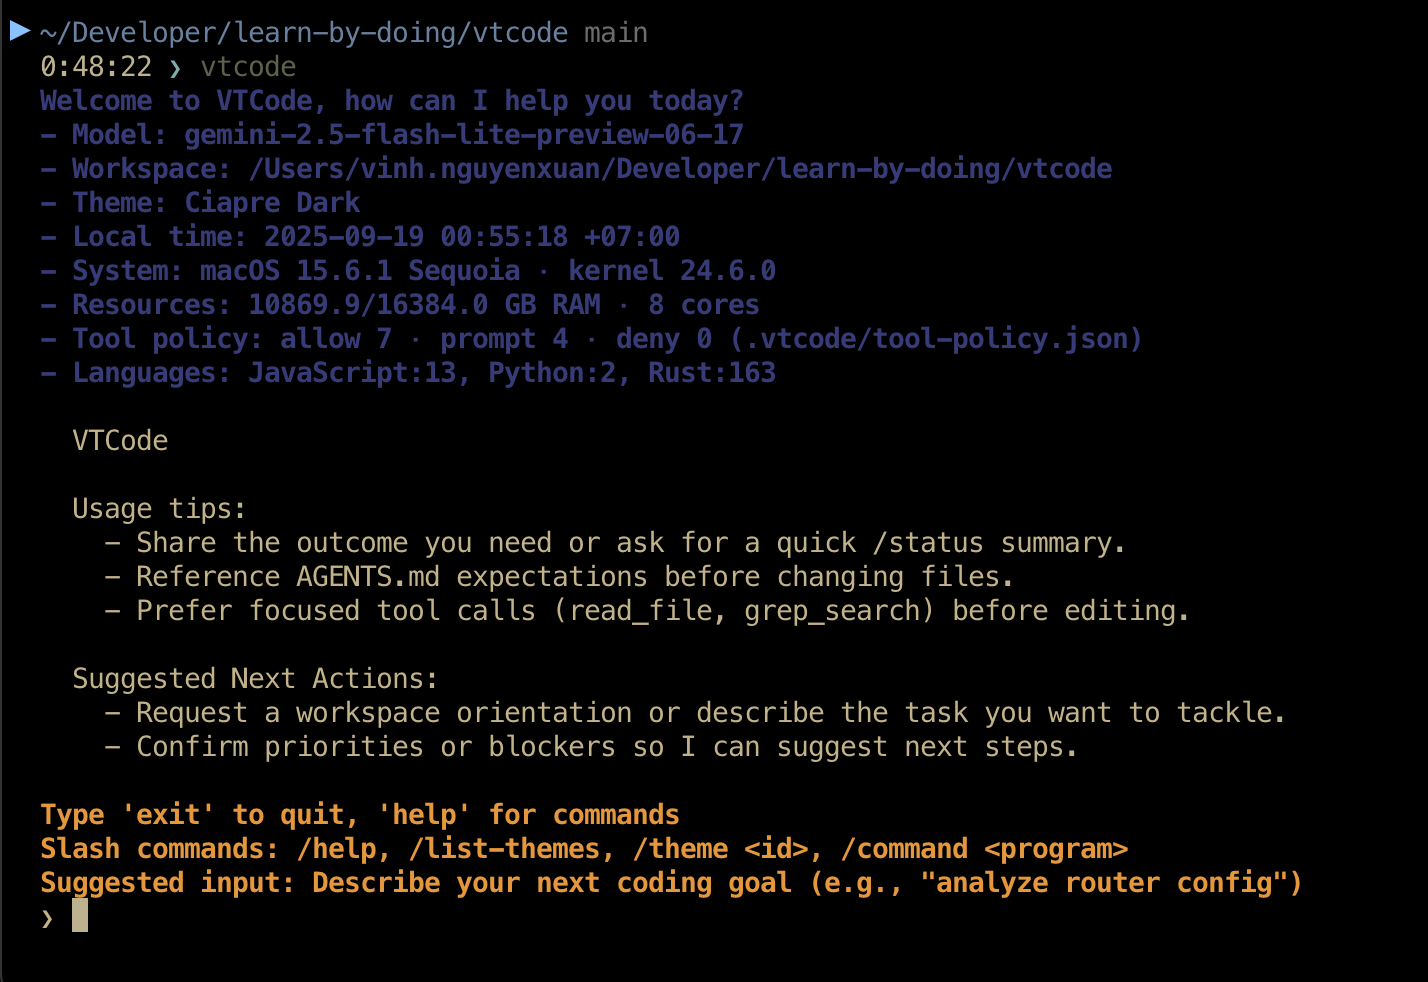 ~/Developer/learn-by-doing/vtcode main
0:48:22 ❯ vtcode
Welcome to VTCode, how can I help you today?
– Model: gemini-2.5-flash-lite-preview-06-17
– Workspace: /Users/vinh.nguyenxuan/Developer/learn-by-doing/vtcode
– Theme: Ciapre Dark
– Local time: 2025-09-19 00:55:18 +07:00
– System: macOS 15.6.1 Sequoia · kernel 24.6.0
– Resources: 10869.9/16384.0 GB RAM · 8 cores
– Tool policy: allow 7 · prompt 4 · deny 0 (.vtcode/tool-policy.json)
– Languages: JavaScript:13, Python:2, Rust:163
VTCode
Usage tips:
– Share the outcome you need or ask for a quick /status summary.
– Reference AGENTS.md expectations before changing files.
– Prefer focused tool calls (read_file, grep_search) before editing.
Suggested Next Actions:
– Request a workspace orientation or describe the task you want to tackle.
– Confirm priorities or blockers so I can suggest next steps.
Type 'exit' to quit, 'help' for commands
Slash commands: /help, /list-themes, /theme <id>, /command <program>
Suggested input: Describe your next coding goal (e.g., "analyze router config")
❯